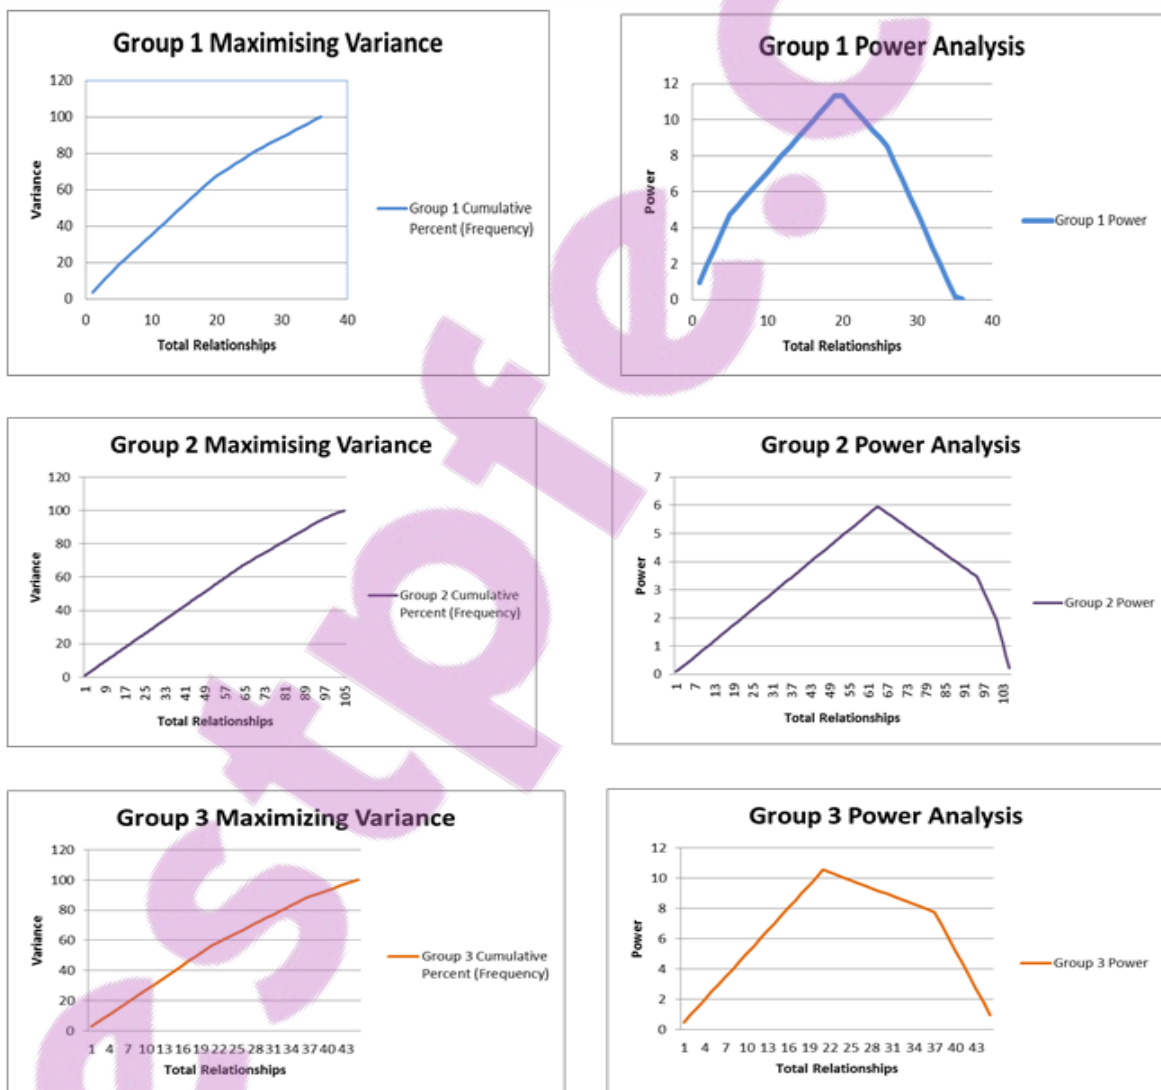 Group 1 Maximising Variance
120
100
80
60
40
20
0
0 10 20 30 40
Variance
Total Relationships
Group 1 Cumulative
Percent (Frequency)
Group 1 Power Analysis
12
10
8
6
4
2
0
0 10 20 30 40
Power
Total Relationships
Group 1 Power
Group 2 Maximising Variance
120
100
80
60
40
20
0
1 9 17 25 33 41 49 57 65 73 81 89 97 105
Variance
Total Relationships
Group 2 Cumulative
Percent (Frequency)
Group 2 Power Analysis
7
6
5
4
3
2
1
0
1 7 13 19 25 31 37 43 49 55 61 67 73 79 85 91 97 103
Power
Total Relationships
Group 2 Power
Group 3 Maximizing Variance
120
100
80
60
40
20
0
1 4 7 10 13 16 19 22 25 28 31 34 37 40 43
Variance
Total Relationships
Group 3 Cumulative
Percent (Frequency)
Group 3 Power Analysis
12
10
8
6
4
2
0
1 4 7 10 13 16 19 22 25 28 31 34 37 40 43
Power
Total Relationships
Group 3 Power
estpfe.c